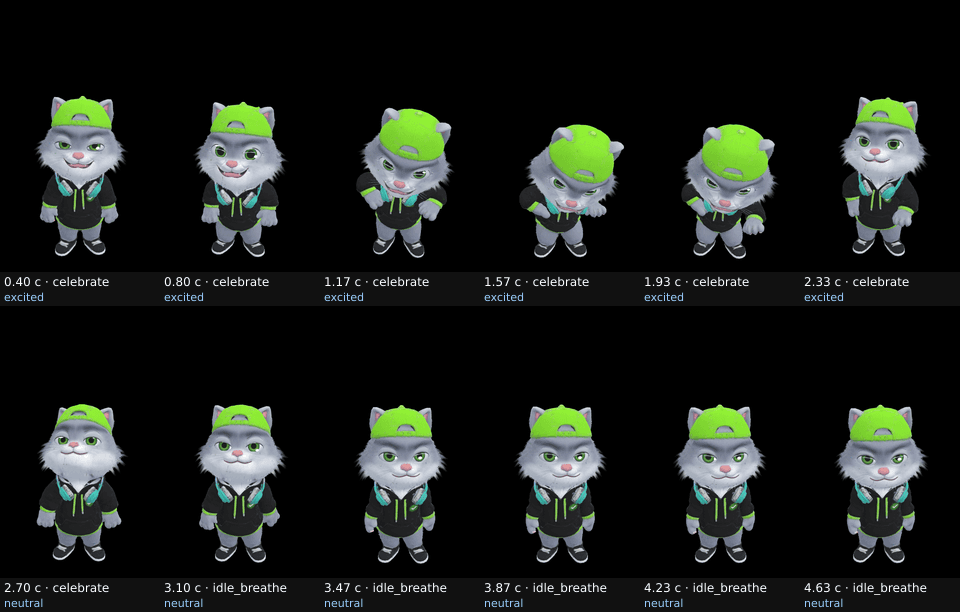 0.40 с · celebrate
excited
0.80 с · celebrate
excited
1.17 с · celebrate
excited
1.57 с · celebrate
excited
1.93 с · celebrate
excited
2.33 с · celebrate
excited
2.70 с · celebrate
neutral
3.10 с · idle_breathe
neutral
3.47 с · idle_breathe
neutral
3.87 с · idle_breathe
neutral
4.23 с · idle_breathe
neutral
4.63 с · idle_breathe
neutral